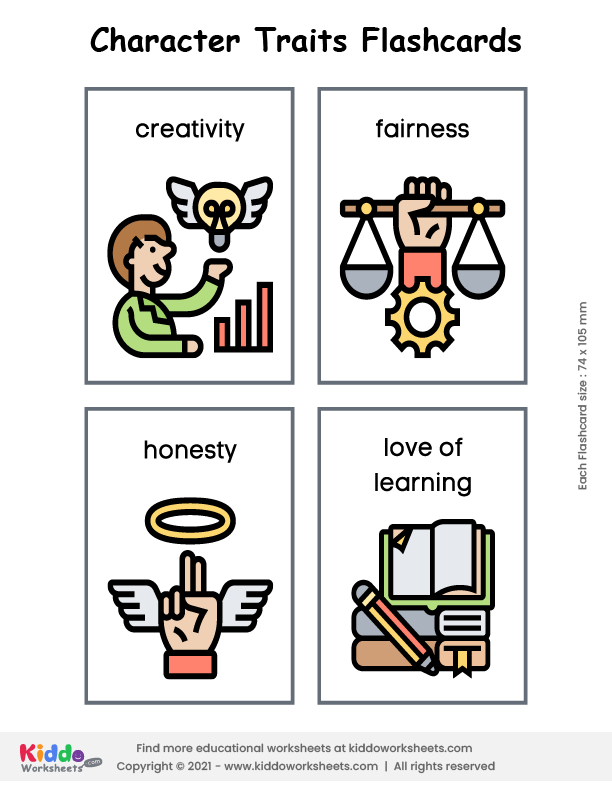 Character Traits Flashcards
creativity
fairness
honesty
love of
learning
Each Flashcard size : 74 x 105 mm
Kiddo
Worksheets.com
Find more educational worksheets at kiddoworksheets.com
Copyright © 2021 - www.kiddoworksheets.com | All rights reserved